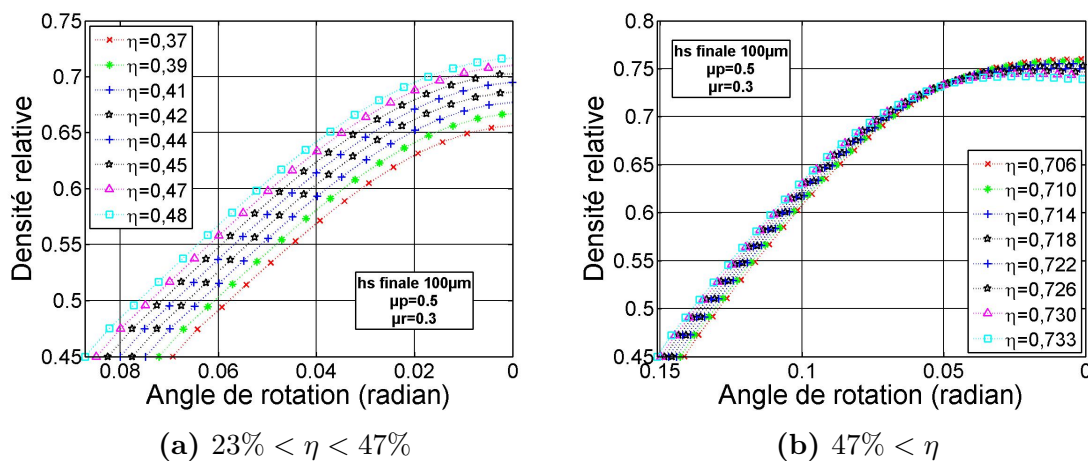 0.75
0.7
0.65
0.6
0.55
0.5
0.45
Densité relative
η=0,37
η=0,39
η=0,41
η=0,42
η=0,44
η=0,45
η=0,47
η=0,48
hs finale 100µm
µp=0.5
µr=0.3
0.08 0.06 0.04 0.02 0
Angle de rotation (radian)
(a) 23% < η < 47%
0.8
0.75
0.7
0.65
0.6
0.55
0.5
0.45
Densité relative
hs finale 100µm
µp=0.5
µr=0.3
η=0,706
η=0,710
η=0,714
η=0,718
η=0,722
η=0,726
η=0,730
η=0,733
0.15 0.1 0.05 0
Angle de rotation (radian)
(b) 47% < η